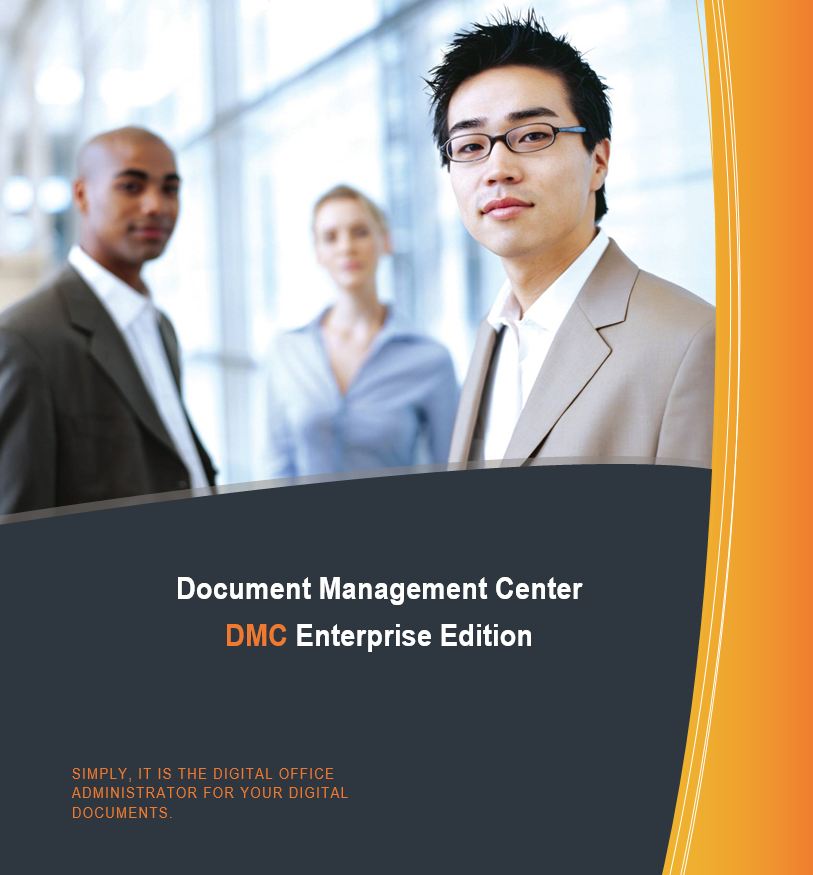 Document Management Center
DMC Enterprise Edition
SIMPLY, IT IS THE DIGITAL OFFICE
ADMINISTRATOR FOR YOUR DIGITAL
DOCUMENTS.